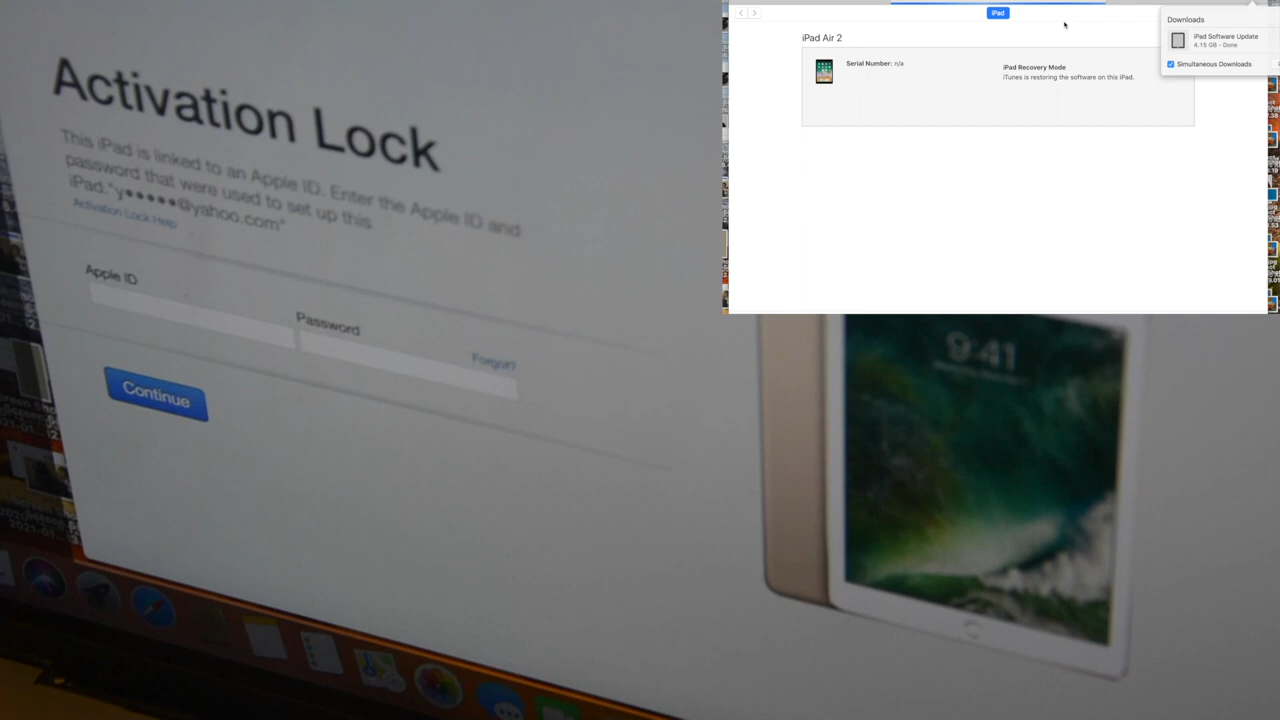 Activation Lock
This iPad is linked to an Apple ID. Enter the Apple ID and
password that were used to set up this
iPad."y●●●●●@yahoo.com"
Activation Lock Help
Apple ID
Password
Forgot?
Continue
9:41
iPad
iPad Air 2
Serial Number: n/a
iPad Recovery Mode
iTunes is restoring the software on this iPad.
Downloads
iPad Software Update
4.15 GB - Done
Simultaneous Downloads